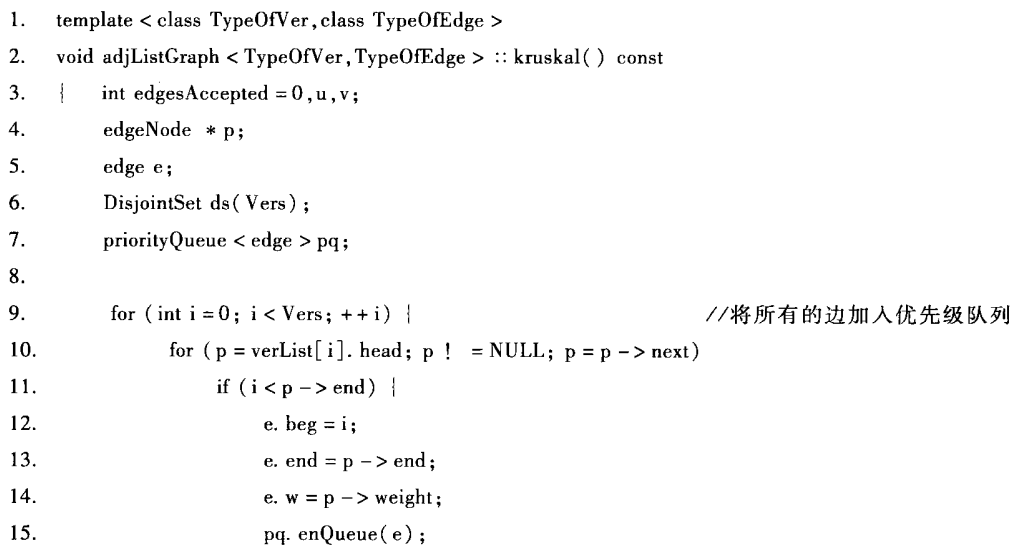 1. template < class TypeOfVer,class TypeOfEdge >
2. void adjListGraph < TypeOfVer,TypeOfEdge > :: kruskal( ) const
3. { int edgesAccepted = 0,u,v;
4. edgeNode * p;
5. edge e;
6. DisjointSet ds( Vers) ;
7. priorityQueue < edge > pq;
8.
9. for ( int i = 0; i < Vers; + + i) { //将所有的边加入优先级队列
10. for ( p = verList[ i]. head; p ! = NULL; p = p -> next)
11. if ( i < p -> end) {
12. e. beg = i;
13. e. end = p -> end;
14. e. w = p -> weight;
15. pq. enQueue( e) ;